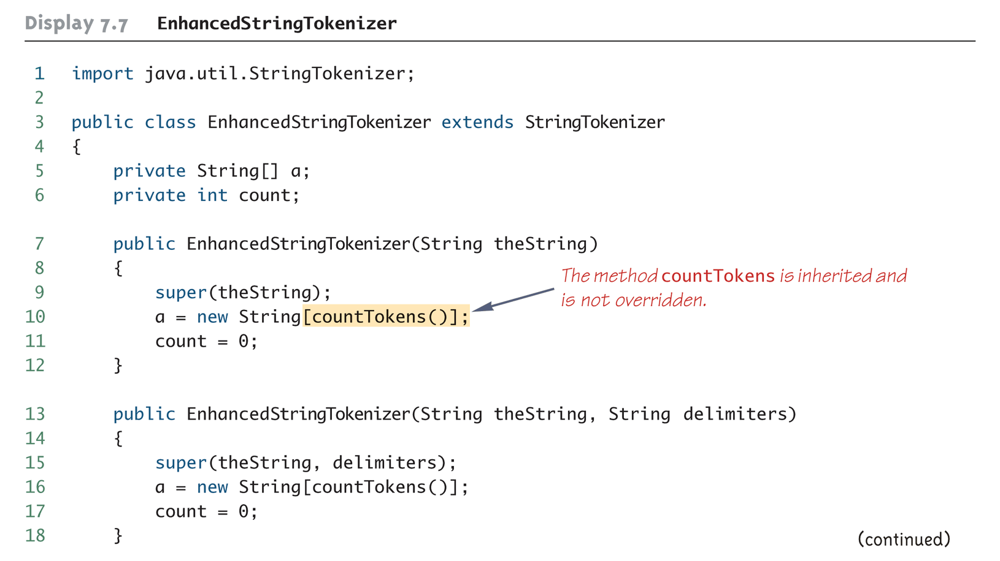 Display 7.7 EnhancedStringTokenizer
1 import java.util.StringTokenizer;
2
3 public class EnhancedStringTokenizer extends StringTokenizer
4 {
5     private String[] a;
6     private int count;
7     public EnhancedStringTokenizer(String theString)
8     {
The method countTokens is inherited and
is not overridden.
9         super(theString);
10         a = new String[countTokens()];
11         count = 0;
12     }
13     public EnhancedStringTokenizer(String theString, String delimiters)
14     {
15         super(theString, delimiters);
16         a = new String[countTokens()];
17         count = 0;
18     }
(continued)